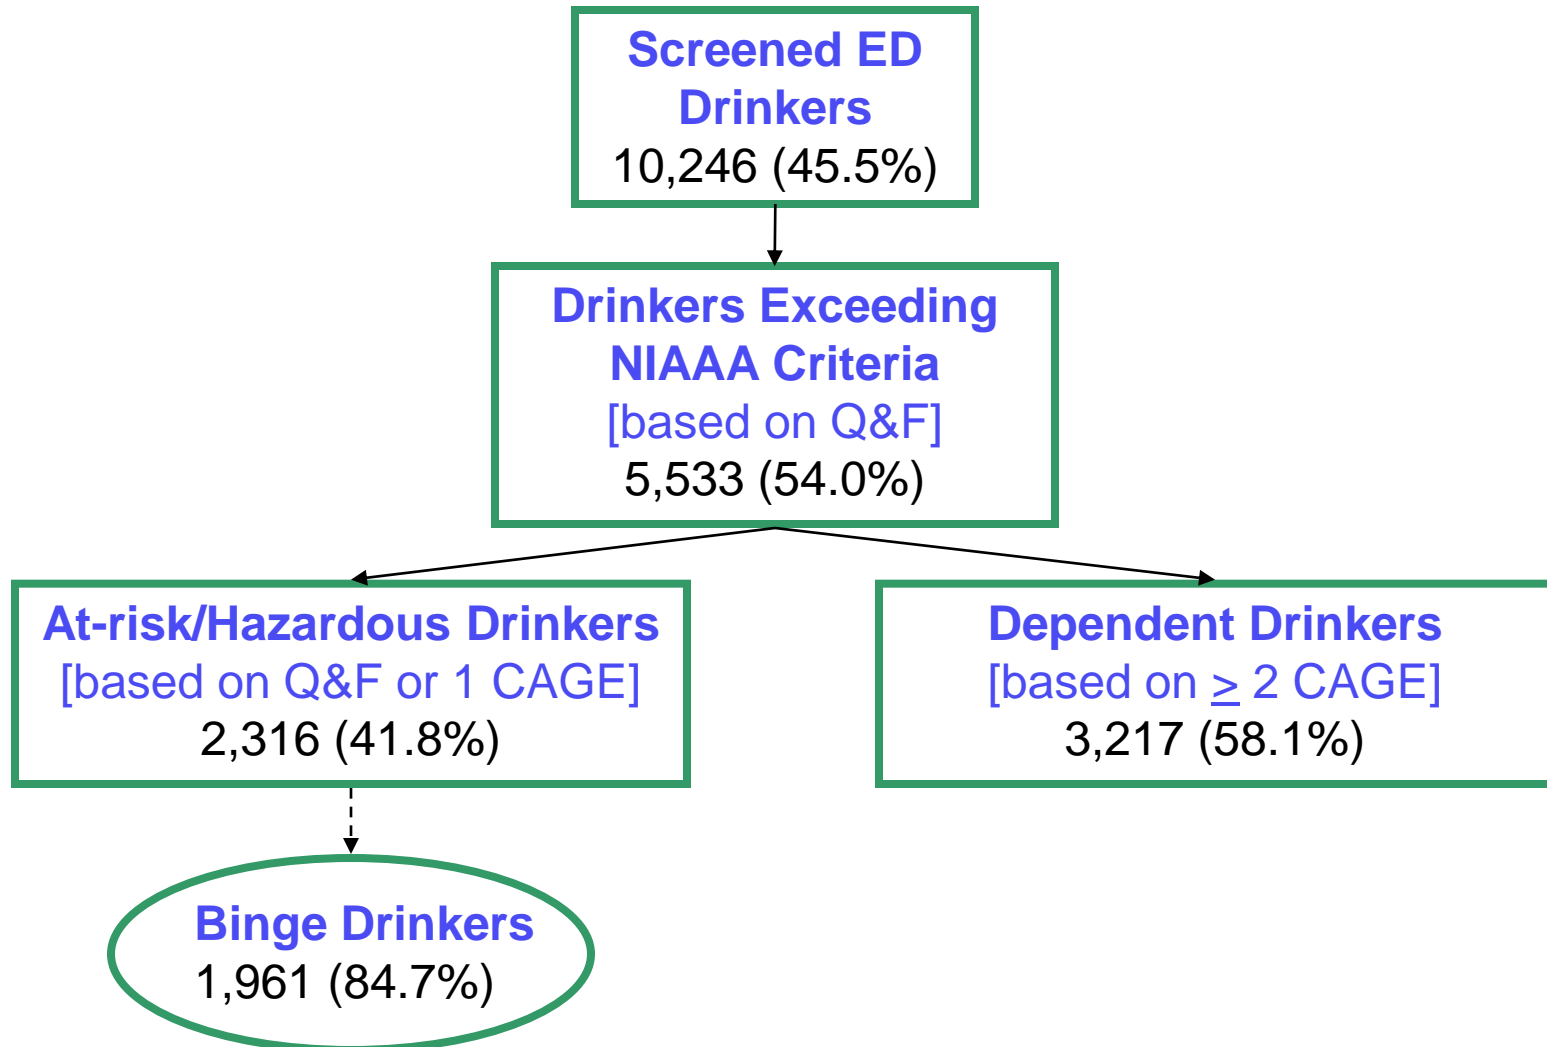 Screened ED
Drinkers
10,246 (45.5%)
Drinkers Exceeding
NIAAA Criteria
[based on Q&F]
5,533 (54.0%)
At-risk/Hazardous Drinkers
[based on Q&F or 1 CAGE]
2,316 (41.8%)
Dependent Drinkers
[based on ≥ 2 CAGE]
3,217 (58.1%)
Binge Drinkers
1,961 (84.7%)